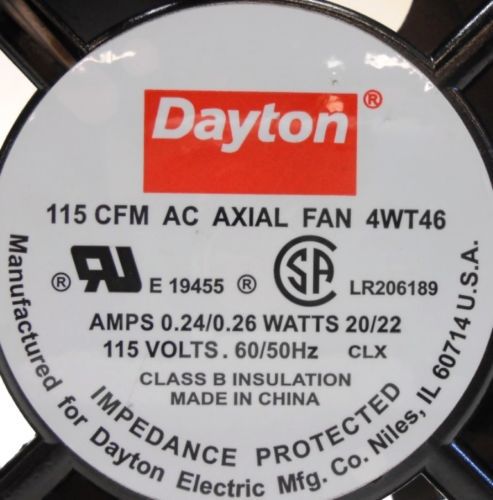 Dayton®
115 CFM AC AXIAL FAN 4WT46
® UR E 19455 ® SA LR206189
AMPS 0.24/0.26 WATTS 20/22
115 VOLTS . 60/50Hz CLX
CLASS B INSULATION
MADE IN CHINA
IMPEDANCE PROTECTED
Manufactured for Dayton Electric Mfg. Co. Niles, IL 60714 U.S.A.